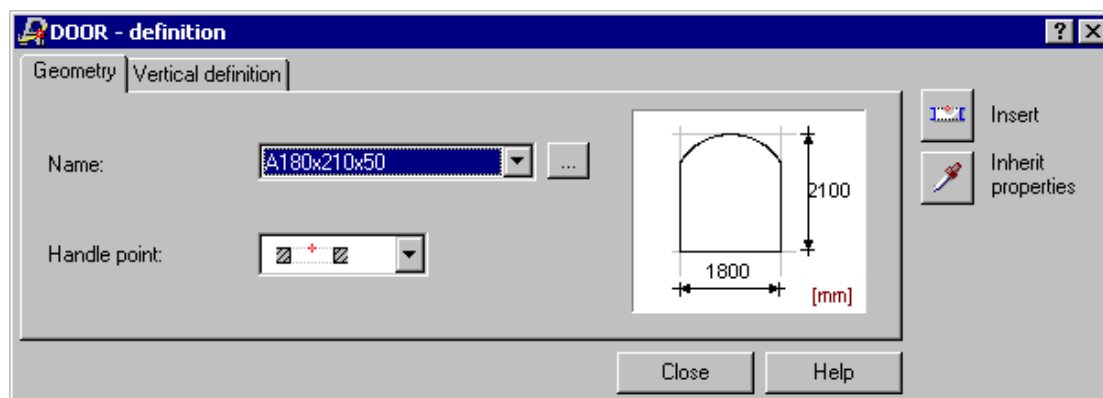 DOOR - definition
Geometry
Vertical definition
Name:
A180x210x50
...
Handle point:
2100
1800
[mm]
Insert
Inherit
properties
Close
Help